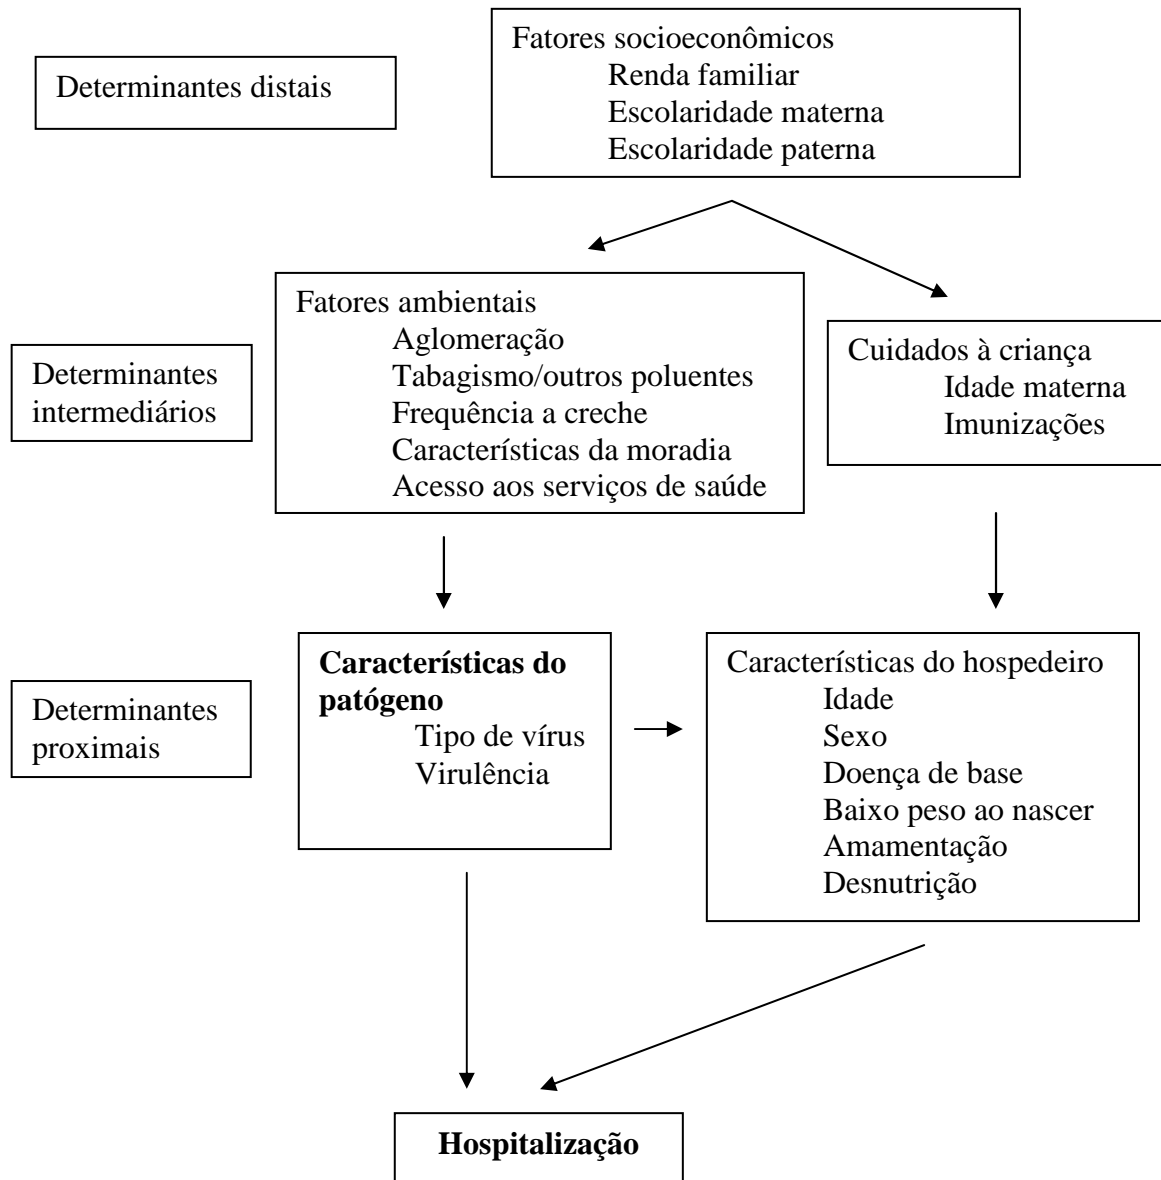 Fatores socioeconômicos
Renda familiar
Escolaridade materna
Escolaridade paterna
Determinantes distais
Fatores ambientais
Aglomeração
Tabagismo/outros poluentes
Frequência a creche
Características da moradia
Acesso aos serviços de saúde
Cuidados à criança
Idade materna
Imunizações
Determinantes
intermediários
Características do
patógeno
Tipo de vírus
Virulência
Características do hospedeiro
Idade
Sexo
Doença de base
Baixo peso ao nascer
Amamentação
Desnutrição
Determinantes
proximais
Hospitalização